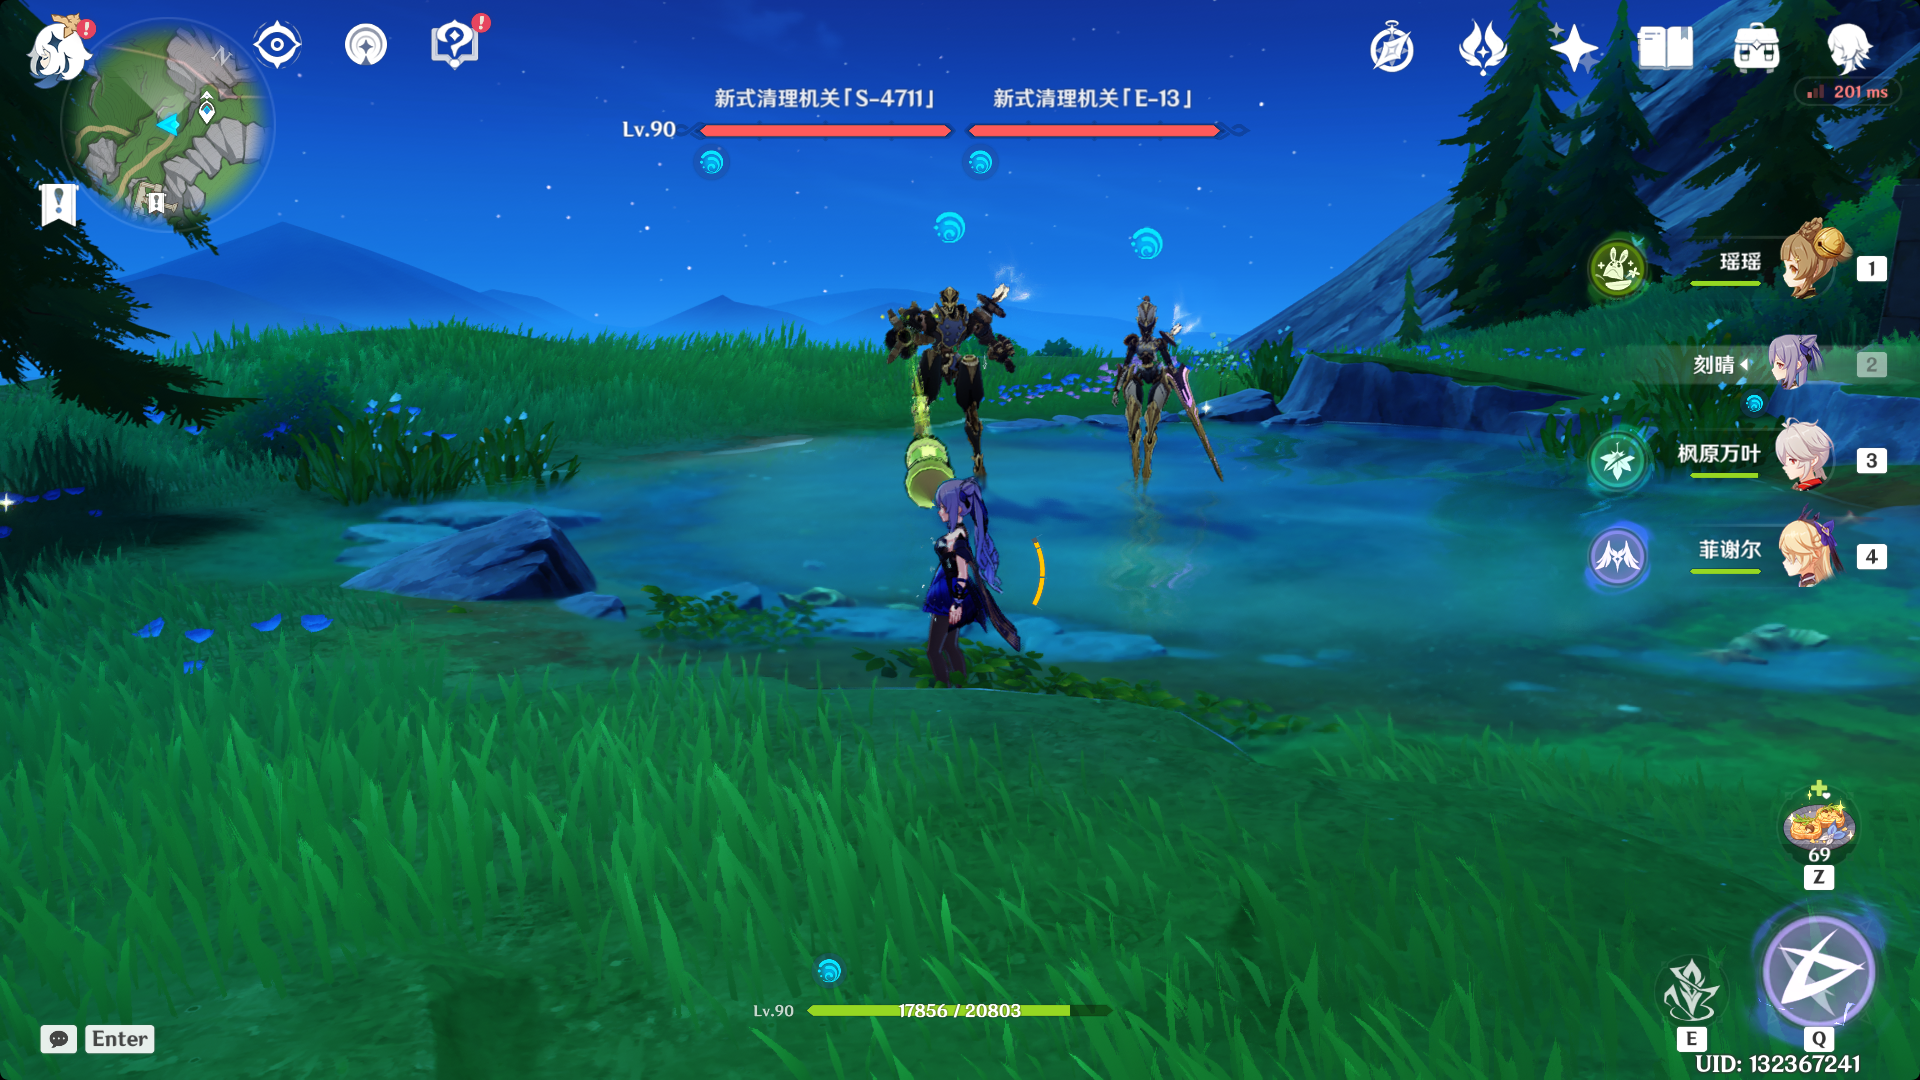 N
201 ms
新式清理机关「S-4711」
新式清理机关「E-13」
Lv.90
瑶瑶
1
刻晴
2
枫原万叶
3
菲谢尔
4
69
Z
Lv.90
17856 / 20803
Enter
E
Q
UID: 132367241